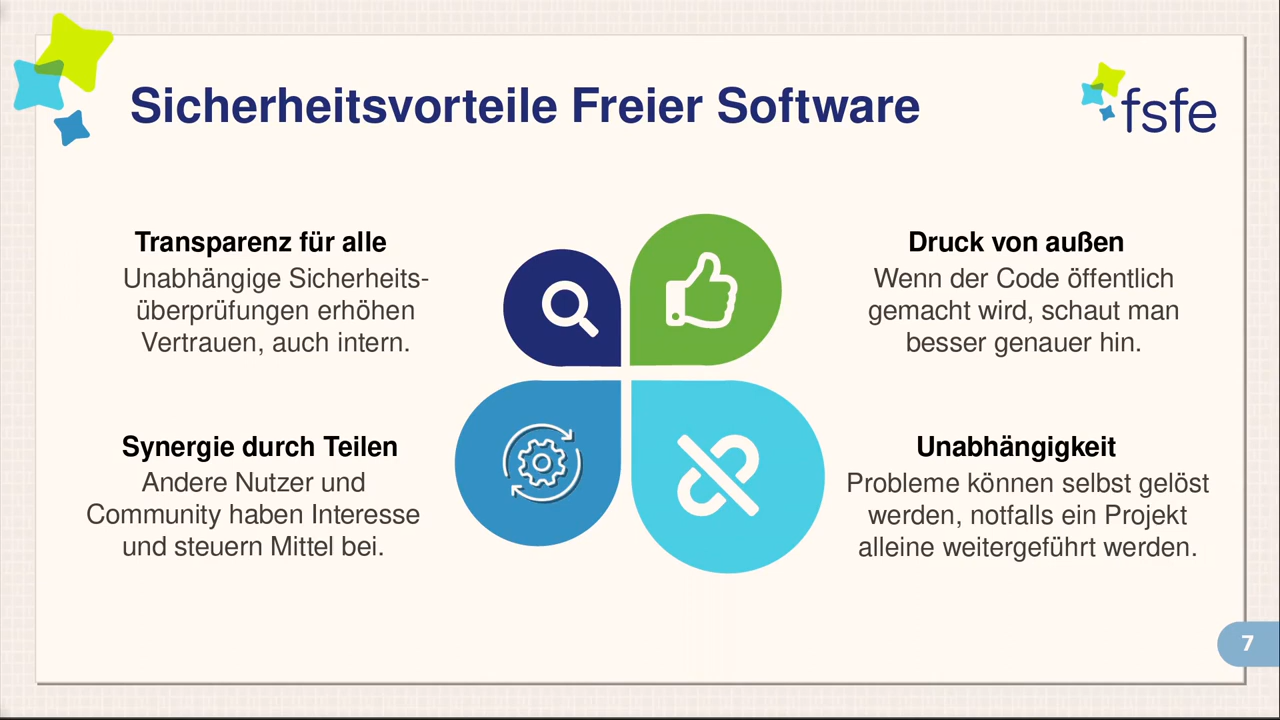 Sicherheitsvorteile Freier Software
fsfe
Transparenz für alle
Unabhängige Sicherheits-
überprüfungen erhöhen
Vertrauen, auch intern.
Druck von außen
Wenn der Code öffentlich
gemacht wird, schaut man
besser genauer hin.
Synergie durch Teilen
Andere Nutzer und
Community haben Interesse
und steuern Mittel bei.
Unabhängigkeit
Probleme können selbst gelöst
werden, notfalls ein Projekt
alleine weitergeführt werden.
7